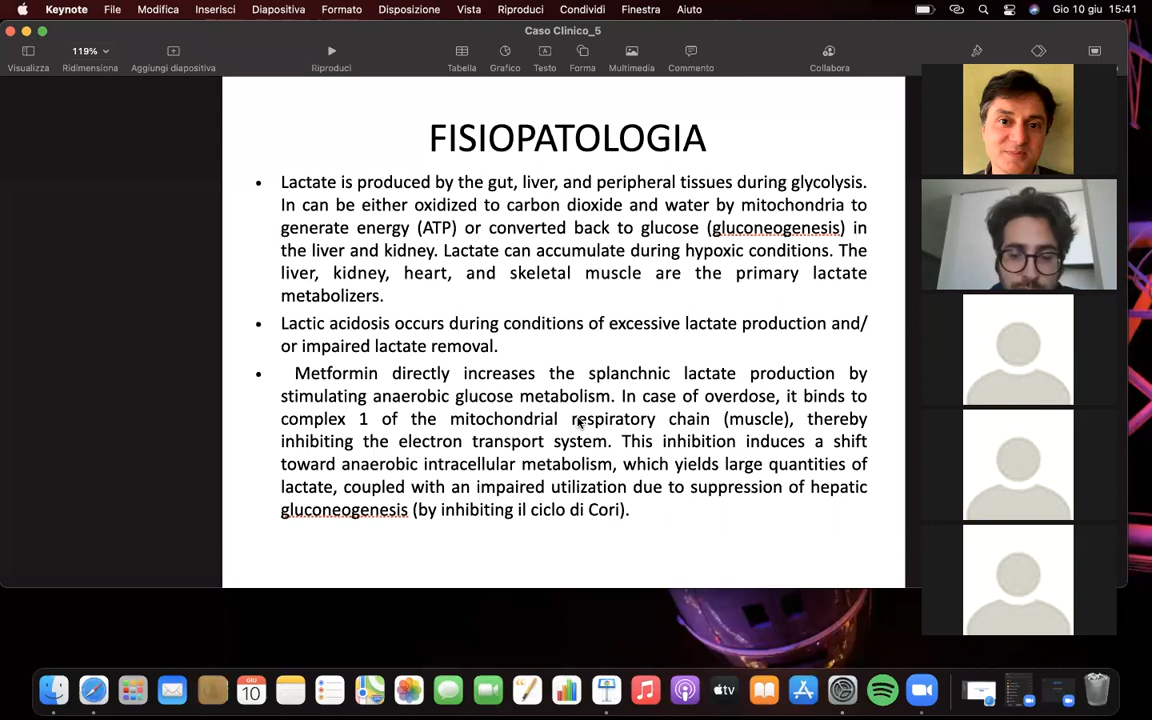 Keynote File Modifica Inserisci Diapositiva Formato Disposizione Vista Riproduci Condividi Finestra Aiuto Gio 10 giu 15:41
Caso Clinico_5
119%
Visualizza Ridimensiona Aggiungi diapositiva Riproduci Tabella Grafico Testo Forma Multimedia Commento Collabora
FISIOPATOLOGIA
• Lactate is produced by the gut, liver, and peripheral tissues during glycolysis.
In can be either oxidized to carbon dioxide and water by mitochondria to
generate energy (ATP) or converted back to glucose (gluconeogenesis) in
the liver and kidney. Lactate can accumulate during hypoxic conditions. The
liver, kidney, heart, and skeletal muscle are the primary lactate
metabolizers.
• Lactic acidosis occurs during conditions of excessive lactate production and/
or impaired lactate removal.
• Metformin directly increases the splanchnic lactate production by
stimulating anaerobic glucose metabolism. In case of overdose, it binds to
complex 1 of the mitochondrial respiratory chain (muscle), thereby
inhibiting the electron transport system. This inhibition induces a shift
toward anaerobic intracellular metabolism, which yields large quantities of
lactate, coupled with an impaired utilization due to suppression of hepatic
gluconeogenesis (by inhibiting il ciclo di Cori).
GIU
10
tv